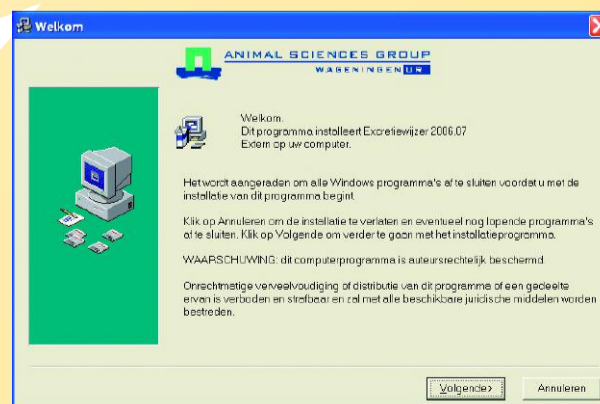 Welkom
ANIMAL SCIENCES GROUP
WAGENINGEN UR
Welkom.
Dit programma installeert Excretiewijzer 2006.07
Extern op uw computer.
Het wordt aangeraden om alle Windows programma's af te sluiten voordat u met de
installatie van dit programma begint.
Klik op Annuleren om de installatie te verlaten en eventueel nog lopende programma's
af te sluiten. Klik op Volgende om verder te gaan met het installatieprogramma.
WAARSCHUWING: dit computerprogramma is auteursrechtelijk beschermd.
Onrechtmatige verveelvoudiging of distributie van dit programma of een gedeelte
ervan is verboden en strafbaar en zal met alle beschikbare juridische middelen worden
bestreden.
Volgende> Annuleren